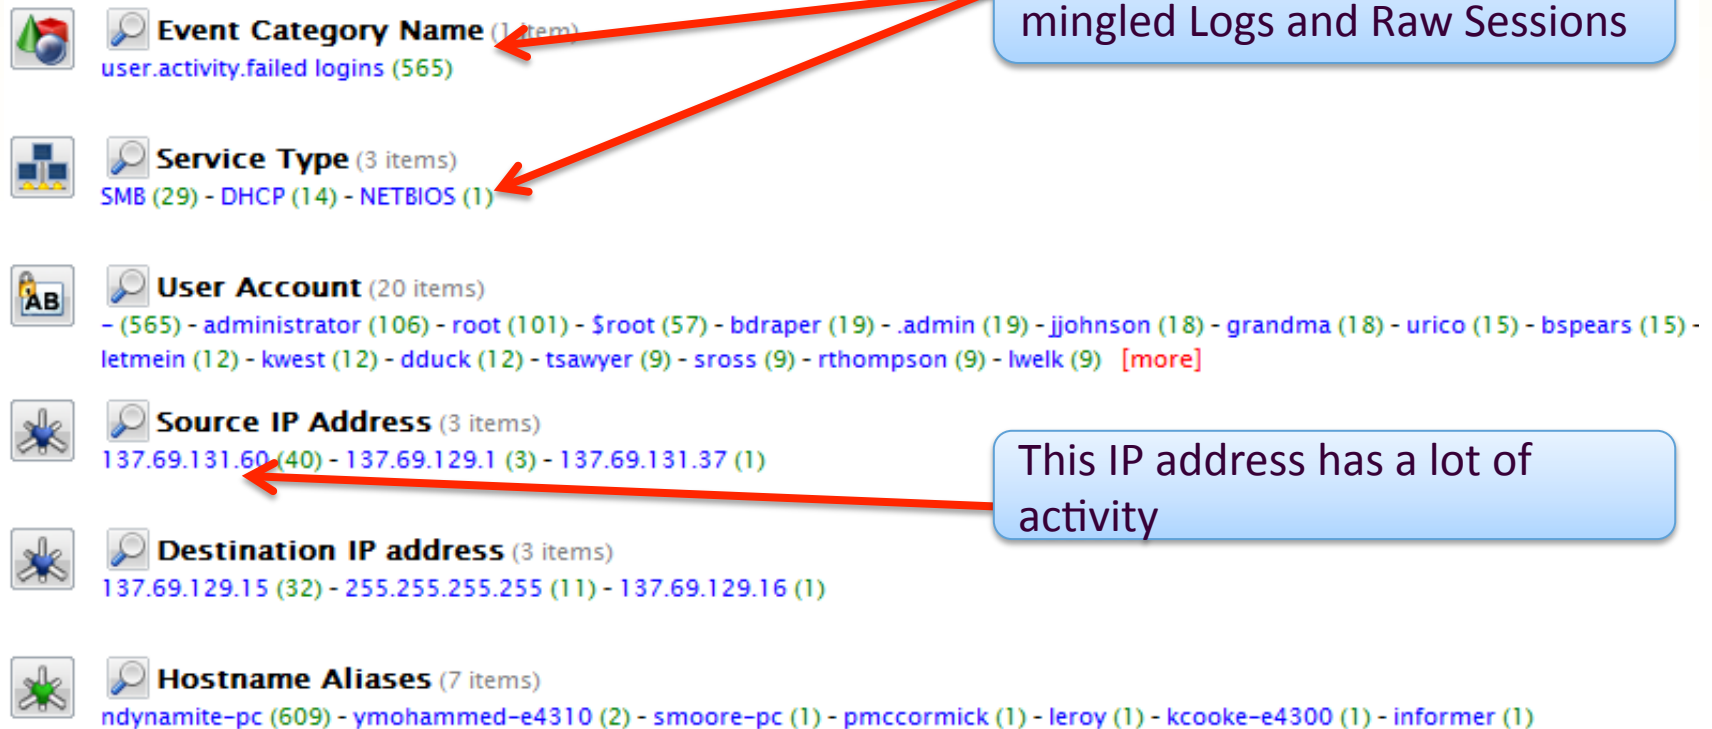 mingled Logs and Raw Sessions
Event Category Name (1 item)
user.activity.failed logins (565)
Service Type (3 items)
SMB (29) - DHCP (14) - NETBIOS (1)
AB
User Account (20 items)
- (565) - administrator (106) - root (101) - $root (57) - bdraper (19) - .admin (19) - jjohnson (18) - grandma (18) - urico (15) - bspears (15) -
letmein (12) - kwest (12) - dduck (12) - tsawyer (9) - sross (9) - rthompson (9) - lwelk (9) [more]
Source IP Address (3 items)
137.69.131.60 (40) - 137.69.129.1 (3) - 137.69.131.37 (1)
This IP address has a lot of
activity
Destination IP address (3 items)
137.69.129.15 (32) - 255.255.255.255 (11) - 137.69.129.16 (1)
Hostname Aliases (7 items)
ndynamite-pc (609) - ymohammed-e4310 (2) - smoore-pc (1) - pmccormick (1) - leroy (1) - kcooke-e4300 (1) - informer (1)